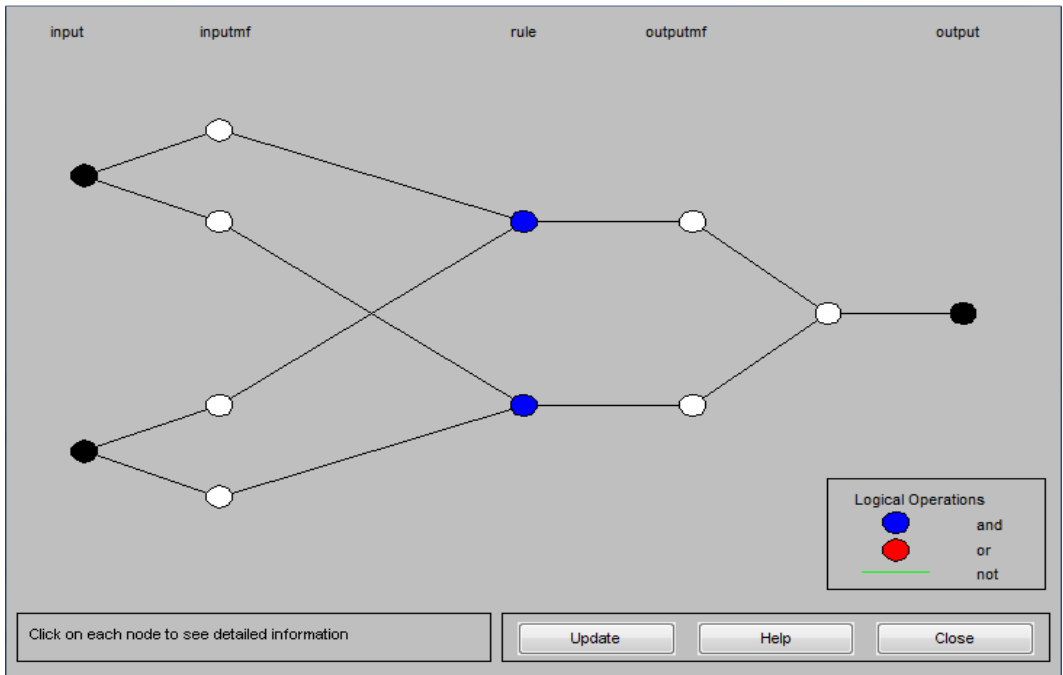 input inputmf rule outputmf output
Logical Operations
and
or
not
Click on each node to see detailed information
Update Help Close